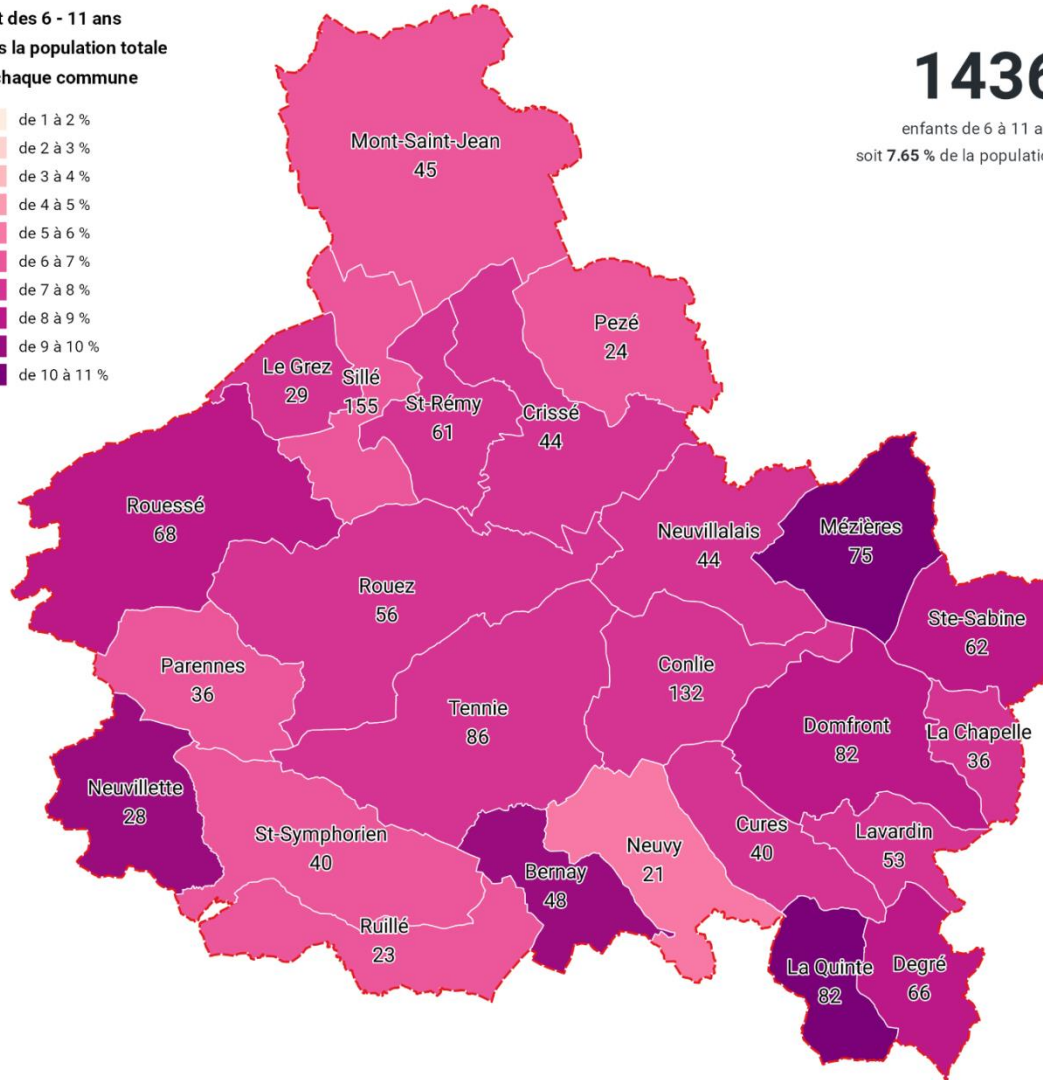 des 6 - 11 ans
la population totale
chaque commune
de 1 à 2 %
de 2 à 3 %
de 3 à 4 %
de 4 à 5 %
de 5 à 6 %
de 6 à 7 %
de 7 à 8 %
de 8 à 9 %
de 9 à 10 %
de 10 à 11 %
1436
enfants de 6 à 11 a
soit 7.65 % de la populatio
Mont-Saint-Jean
45
Pezé
24
Le Grez
29
Sillé
155
St-Rémy
61
Crissé
44
Rouessé
68
Neuvillalais
44
Mézières
75
Rouez
56
Ste-Sabine
62
Parennes
36
Conlie
132
Tennie
86
Domfront
82
La Chapelle
36
Neuvillette
28
St-Symphorien
40
Cures
40
Lavardin
53
Neuvy
21
Bernay
48
Ruillé
23
La Quinte
82
Degré
66